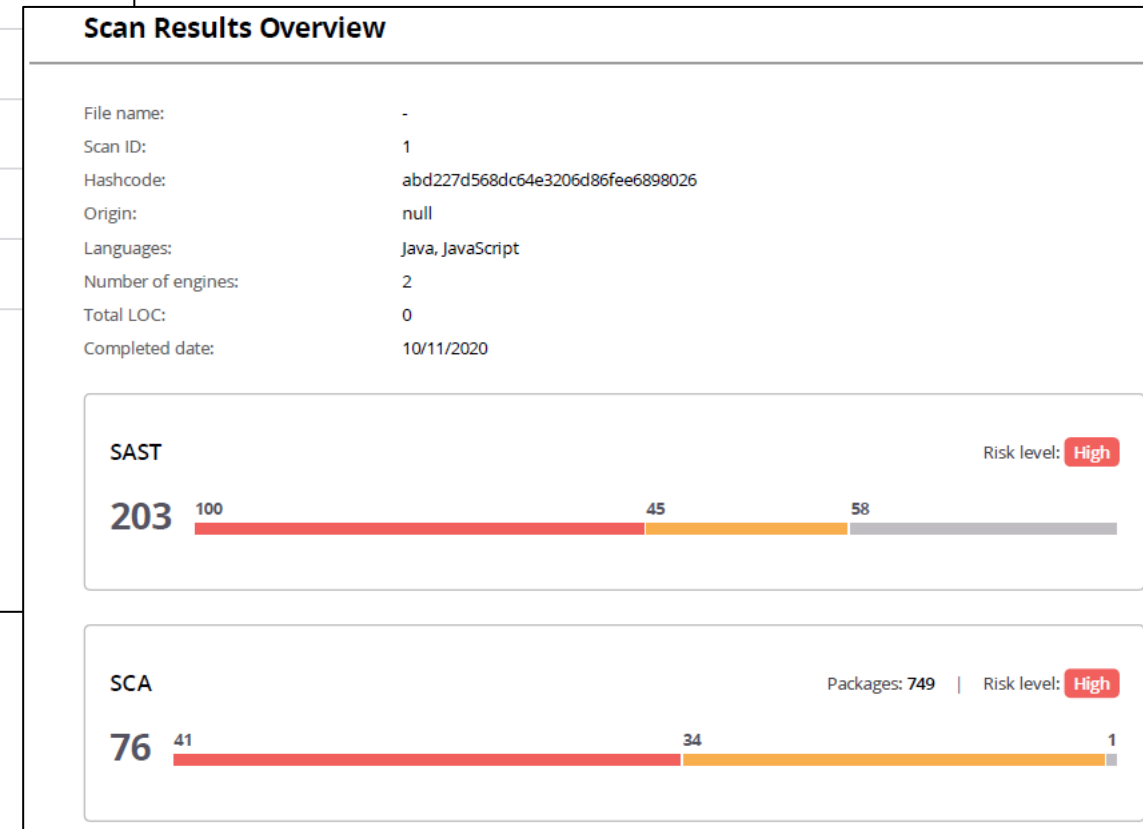 Scan Results Overview
File name: -
Scan ID: 1
Hashcode: abd227d568dc64e3206d86fee6898026
Origin: null
Languages: Java, JavaScript
Number of engines: 2
Total LOC: 0
Completed date: 10/11/2020
SAST Risk level: High
203 100 45 58
SCA Packages: 749 | Risk level: High
76 41 34 1